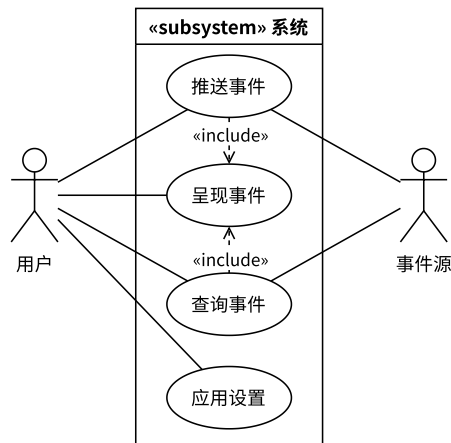 «subsystem» 系统
推送事件
«include»
呈现事件
用户
事件源
«include»
查询事件
应用设置